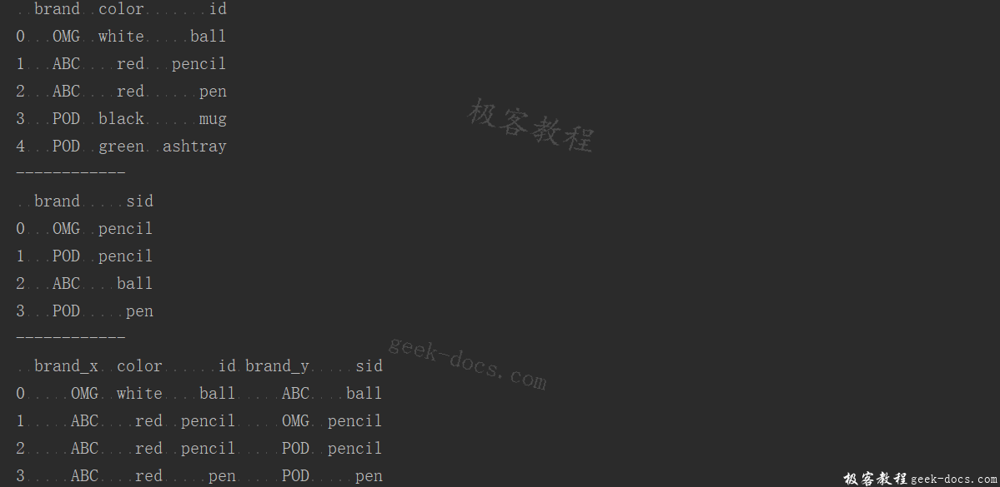 brand color id
0 OMG white ball
1 ABC red pencil
2 ABC red pen
3 POD black mug
4 POD green ashtray
------------
brand sid
0 OMG pencil
1 POD pencil
2 ABC ball
3 POD pen
------------
brand_x color id brand_y sid
0 OMG white ball ABC ball
1 ABC red pencil OMG pencil
2 ABC red pencil POD pencil
3 ABC red pen POD pen
极客教程
geek-docs.com
极客教程 geek-docs.com